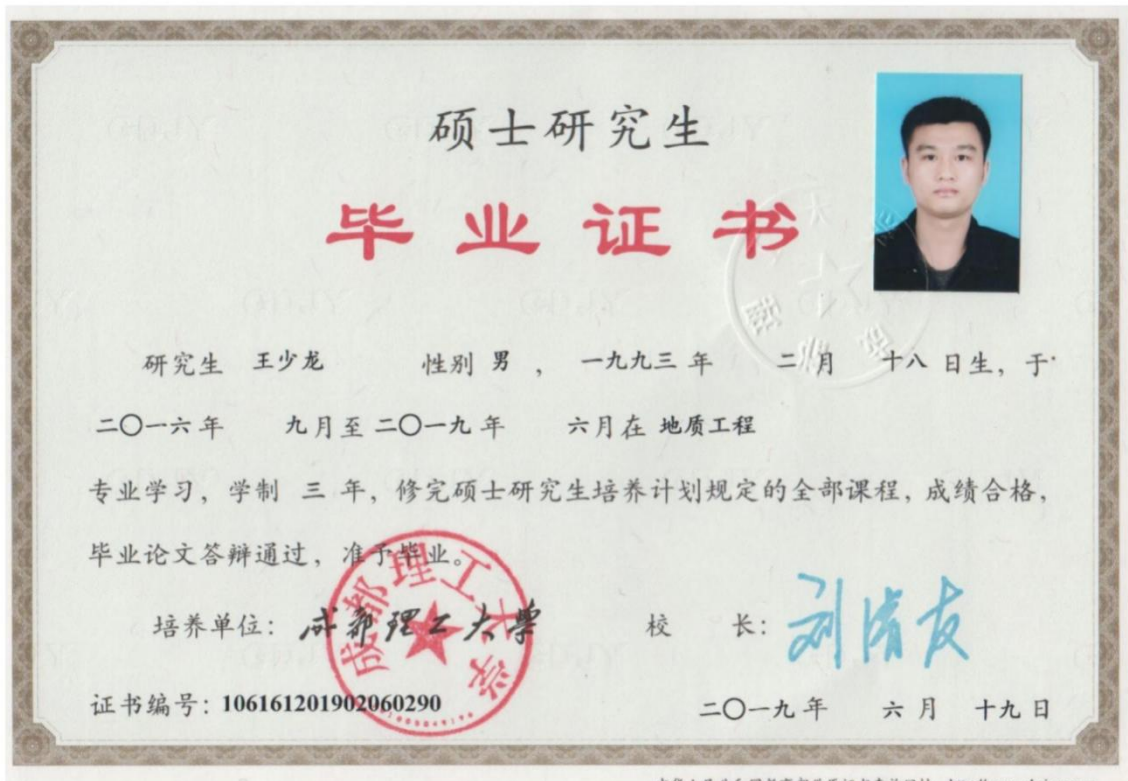 硕士研究生
毕业证书
研究生 王少龙 性别 男 ， 一九九三 年 二 月 十八 日生，于
二〇一六年 九月至 二〇一九 年 六月在 地质工程
专业学习，学制 三 年，修完硕士研究生培养计划规定的全部课程，成绩合格，
毕业论文答辩通过，准予毕业。
培养单位：成都理工大学
校 长：刘清友
成都理工大学
证书编号：106161201902060290
二〇一九年 六 月 十九 日